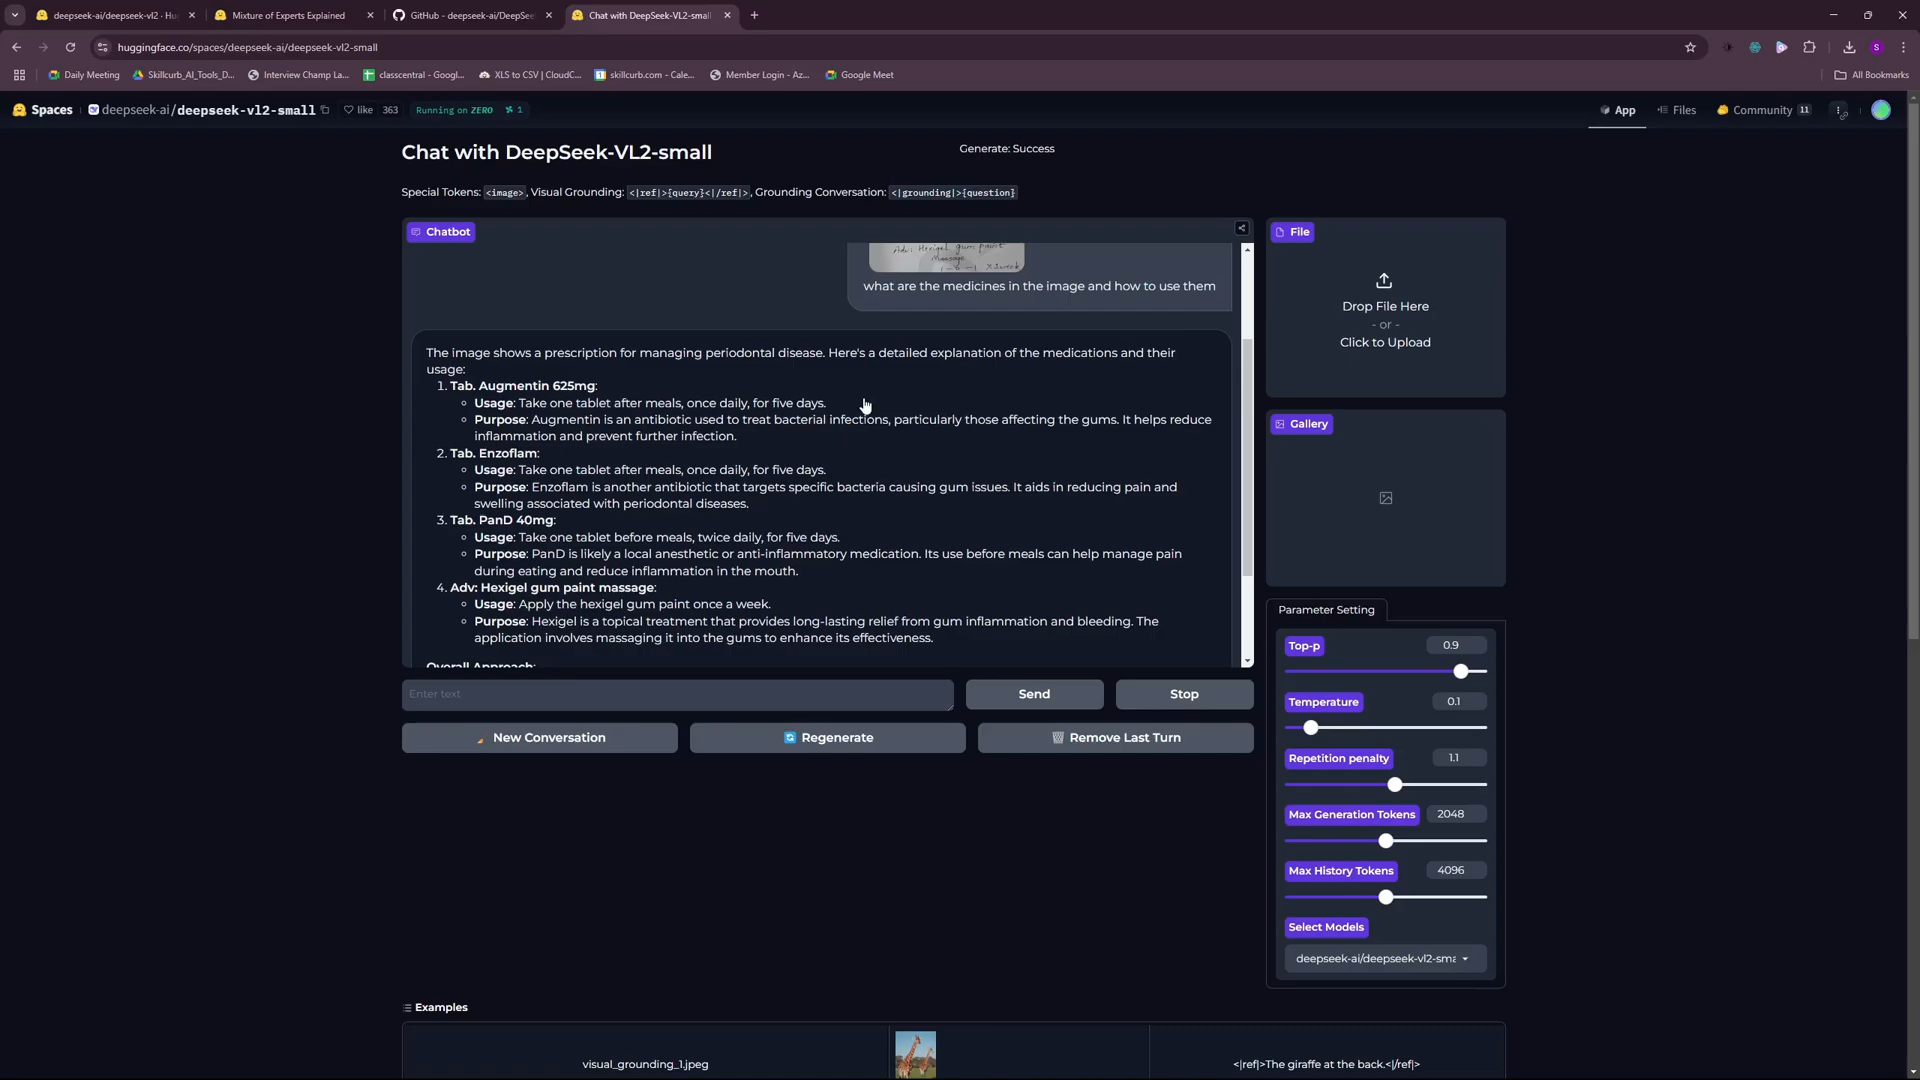 deepseek-ai/deepseek-vl2 · Hu
Mixture of Experts Explained
GitHub - deepseek-ai/DeepSee
Chat with DeepSeek-VL2-small
huggingface.co/spaces/deepseek-ai/deepseek-vl2-small
Daily Meeting
Skillcurb_AI_Tools_D...
Interview Champ La...
classcentral - Googl...
XLS to CSV | CloudC...
skillcurb.com - Cale...
Member Login - Az...
Google Meet
All Bookmarks
Spaces
deepseek-ai/deepseek-vl2-small
like 363
Running on ZERO 1
App
Files
Community 11
Chat with DeepSeek-VL2-small
Generate: Success
Special Tokens: <image>, Visual Grounding: <|ref|>{query}<|/ref|>, Grounding Conversation: <|grounding|>{question}
Chatbot
Adv: Hexigel gum paint
Massage
what are the medicines in the image and how to use them
The image shows a prescription for managing periodontal disease. Here's a detailed explanation of the medications and their
usage:
1. Tab. Augmentin 625mg:
Usage: Take one tablet after meals, once daily, for five days.
Purpose: Augmentin is an antibiotic used to treat bacterial infections, particularly those affecting the gums. It helps reduce
inflammation and prevent further infection.
2. Tab. Enzoflam:
Usage: Take one tablet after meals, once daily, for five days.
Purpose: Enzoflam is another antibiotic that targets specific bacteria causing gum issues. It aids in reducing pain and
swelling associated with periodontal diseases.
3. Tab. PanD 40mg:
Usage: Take one tablet before meals, twice daily, for five days.
Purpose: PanD is likely a local anesthetic or anti-inflammatory medication. Its use before meals can help manage pain
during eating and reduce inflammation in the mouth.
4. Adv: Hexigel gum paint massage:
Usage: Apply the hexigel gum paint once a week.
Purpose: Hexigel is a topical treatment that provides long-lasting relief from gum inflammation and bleeding. The
application involves massaging it into the gums to enhance its effectiveness.
Overall Approach:
Enter text
Send
Stop
New Conversation
Regenerate
Remove Last Turn
File
Drop File Here
- or -
Click to Upload
Gallery
Parameter Setting
Top-p 0.9
Temperature 0.1
Repetition penalty 1.1
Max Generation Tokens 2048
Max History Tokens 4096
Select Models
deepseek-ai/deepseek-vl2-sma
Examples
visual_grounding_1.jpeg
<|ref|>The giraffe at the back.<|/ref|>